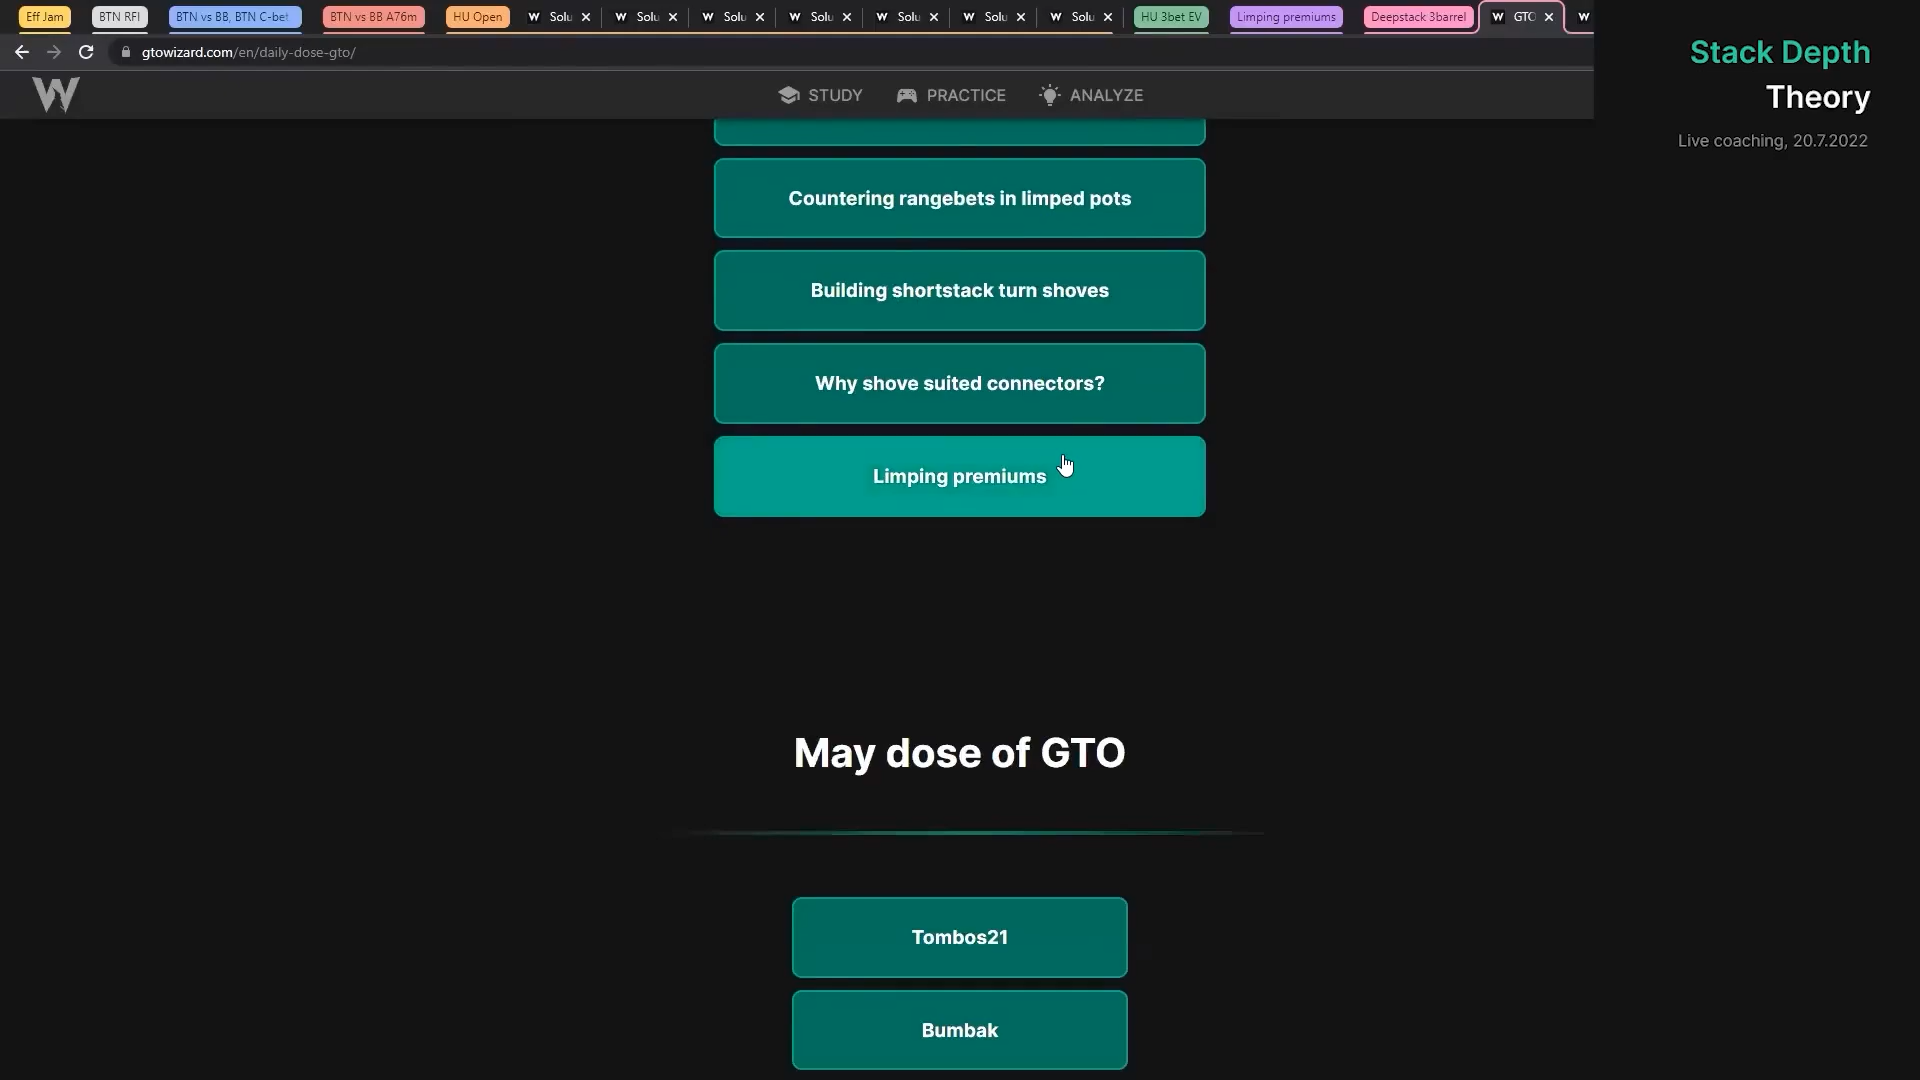 Eff Jam
BTN RFI
BTN vs BB, BTN C-bet
BTN vs BB A76m
HU Open
Solu
Solu
Solu
Solu
Solu
Solu
Solu
HU 3bet EV
Limping premiums
Deepstack 3barrel
GTO
gtowizard.com/en/daily-dose-gto/
Stack Depth
Theory
Live coaching, 20.7.2022
STUDY
PRACTICE
ANALYZE
Countering rangebets in limped pots
Building shortstack turn shoves
Why shove suited connectors?
Limping premiums
May dose of GTO
Tombos21
Bumbak